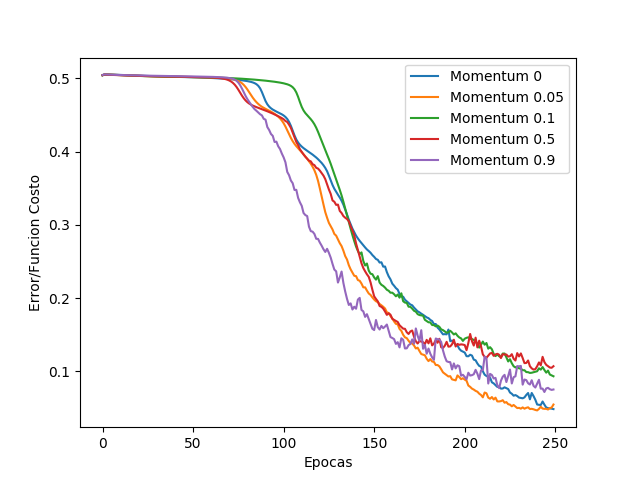 Momentum 0
Momentum 0.05
Momentum 0.1
Momentum 0.5
Momentum 0.9
0.5
0.4
0.3
0.2
0.1
Error/Funcion Costo
0 50 100 150 200 250
Epocas